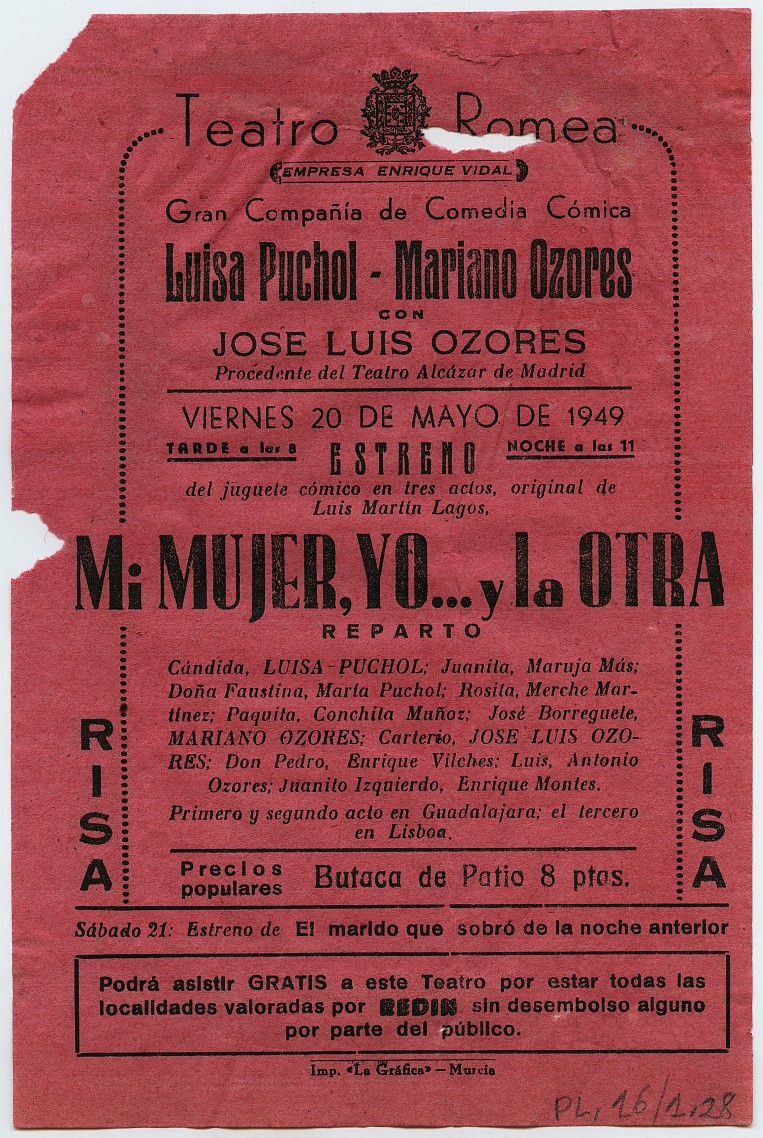 Teatro Romea
EMPRESA ENRIQUE VIDAL
Gran Compañía de Comedia Cómica
Luisa Puchol - Mariano Ozores
CON
JOSE LUIS OZORES
Procedente del Teatro Alcázar de Madrid
VIERNES 20 DE MAYO DE 1949
TARDE a las 8 ESTRENO NOCHE a las 11
del juguete cómico en tres actos, original de
Luis Martín Lagos,
Mi MUJER, YO... y la OTRA
REPARTO
Cándida, LUISA PUCHOL; Juanita, Maruja Más;
Doña Faustina, Marta Puchol; Rosita, Merche Mar-
tínez; Paquita, Conchita Muñoz; José Borreguete,
MARIANO OZORES; Carterio, JOSE LUIS OZO-
RES; Don Pedro, Enrique Vilches; Luis, Antonio
Ozores; Juanito Izquierdo, Enrique Montes.
Primero y segundo acto en Guadalajara; el tercero
en Lisboa.
RISA
RISA
Precios populares Butaca de Patio 8 ptas.
Sábado 21: Estreno de El marido que sobró de la noche anterior
Podrá asistir GRATIS a este Teatro por estar todas las
localidades valoradas por REDIN sin desembolso alguno
por parte del público.
Imp. «La Gráfica» — Murcia
PL, 16/1,28